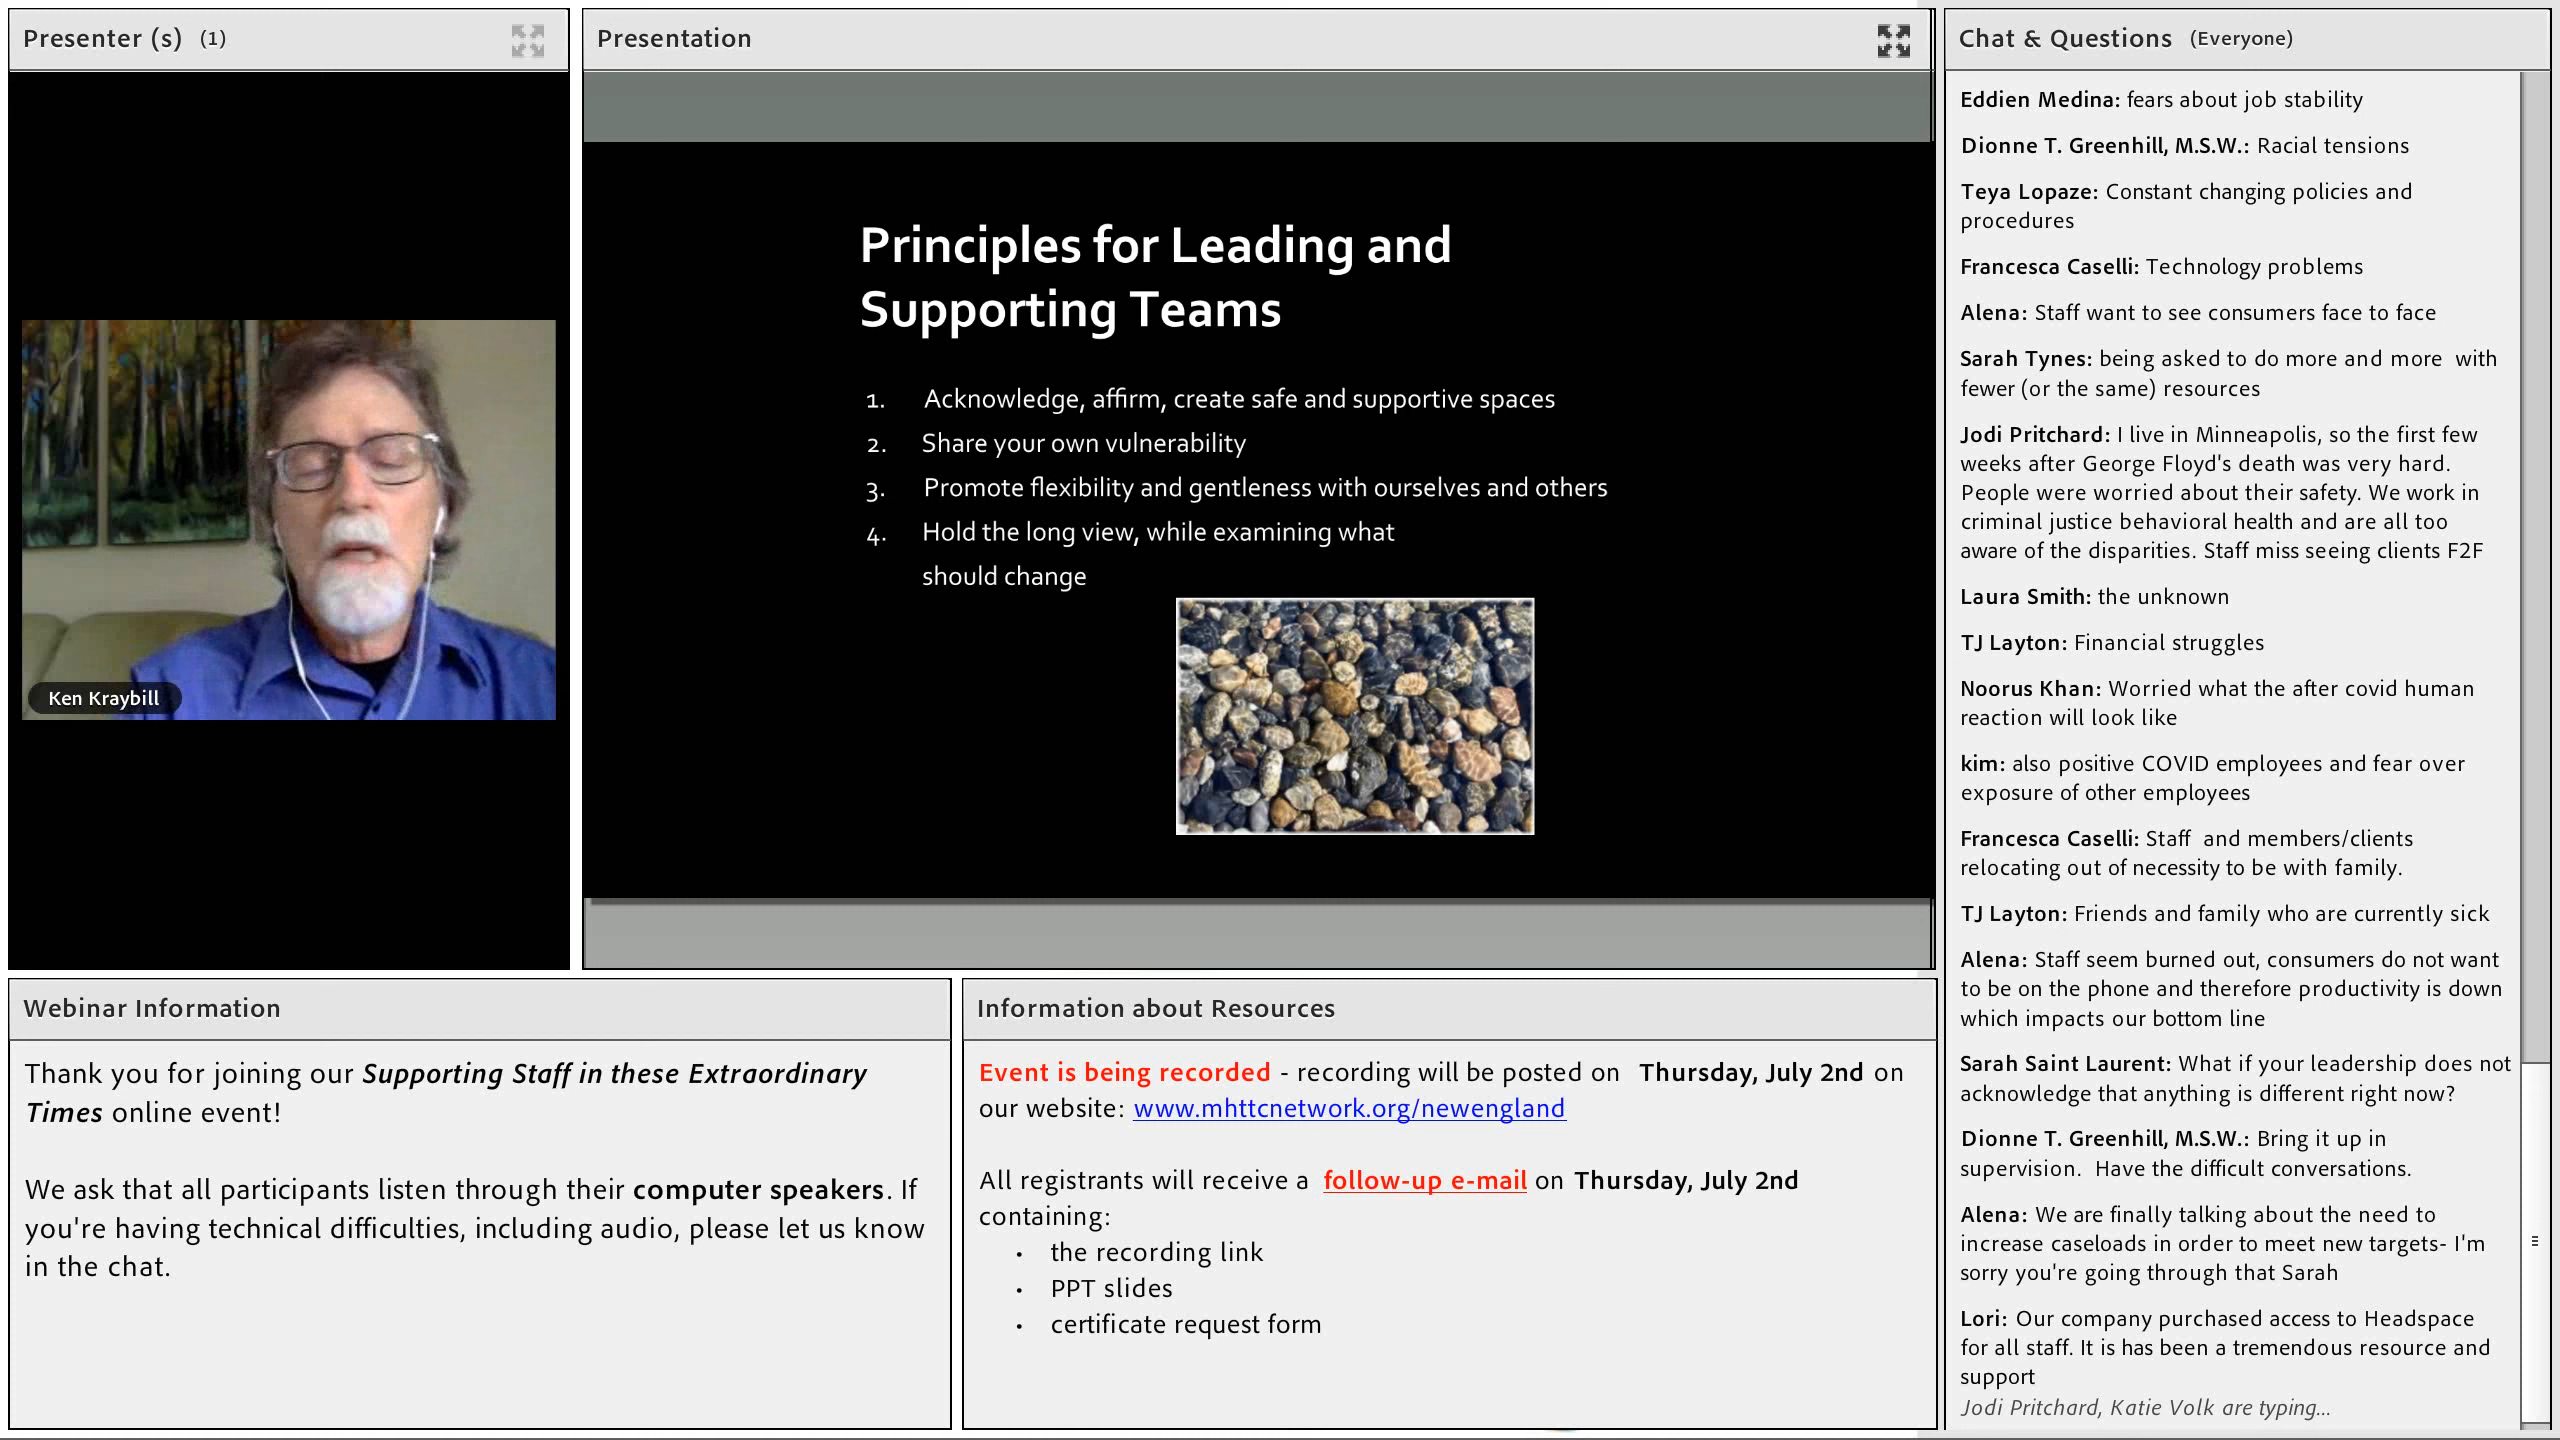 Presenter (s) (1)
Ken Kraybill
Presentation
Principles for Leading and
Supporting Teams
1. Acknowledge, affirm, create safe and supportive spaces
2. Share your own vulnerability
3. Promote flexibility and gentleness with ourselves and others
4. Hold the long view, while examining what
should change
Webinar Information
Thank you for joining our Supporting Staff in these Extraordinary
Times online event!
We ask that all participants listen through their computer speakers. If
you're having technical difficulties, including audio, please let us know
in the chat.
Information about Resources
Event is being recorded - recording will be posted on Thursday, July 2nd on
our website: www.mhttcnetwork.org/newengland
All registrants will receive a follow-up e-mail on Thursday, July 2nd
containing:
• the recording link
• PPT slides
• certificate request form
Chat & Questions (Everyone)
Eddien Medina: fears about job stability
Dionne T. Greenhill, M.S.W.: Racial tensions
Teya Lopaze: Constant changing policies and
procedures
Francesca Caselli: Technology problems
Alena: Staff want to see consumers face to face
Sarah Tynes: being asked to do more and more with
fewer (or the same) resources
Jodi Pritchard: I live in Minneapolis, so the first few
weeks after George Floyd's death was very hard.
People were worried about their safety. We work in
criminal justice behavioral health and are all too
aware of the disparities. Staff miss seeing clients F2F
Laura Smith: the unknown
TJ Layton: Financial struggles
Noorus Khan: Worried what the after covid human
reaction will look like
kim: also positive COVID employees and fear over
exposure of other employees
Francesca Caselli: Staff and members/clients
relocating out of necessity to be with family.
TJ Layton: Friends and family who are currently sick
Alena: Staff seem burned out, consumers do not want
to be on the phone and therefore productivity is down
which impacts our bottom line
Sarah Saint Laurent: What if your leadership does not
acknowledge that anything is different right now?
Dionne T. Greenhill, M.S.W.: Bring it up in
supervision. Have the difficult conversations.
Alena: We are finally talking about the need to
increase caseloads in order to meet new targets- I'm
sorry you're going through that Sarah
Lori: Our company purchased access to Headspace
for all staff. It is has been a tremendous resource and
support
Jodi Pritchard, Katie Volk are typing...